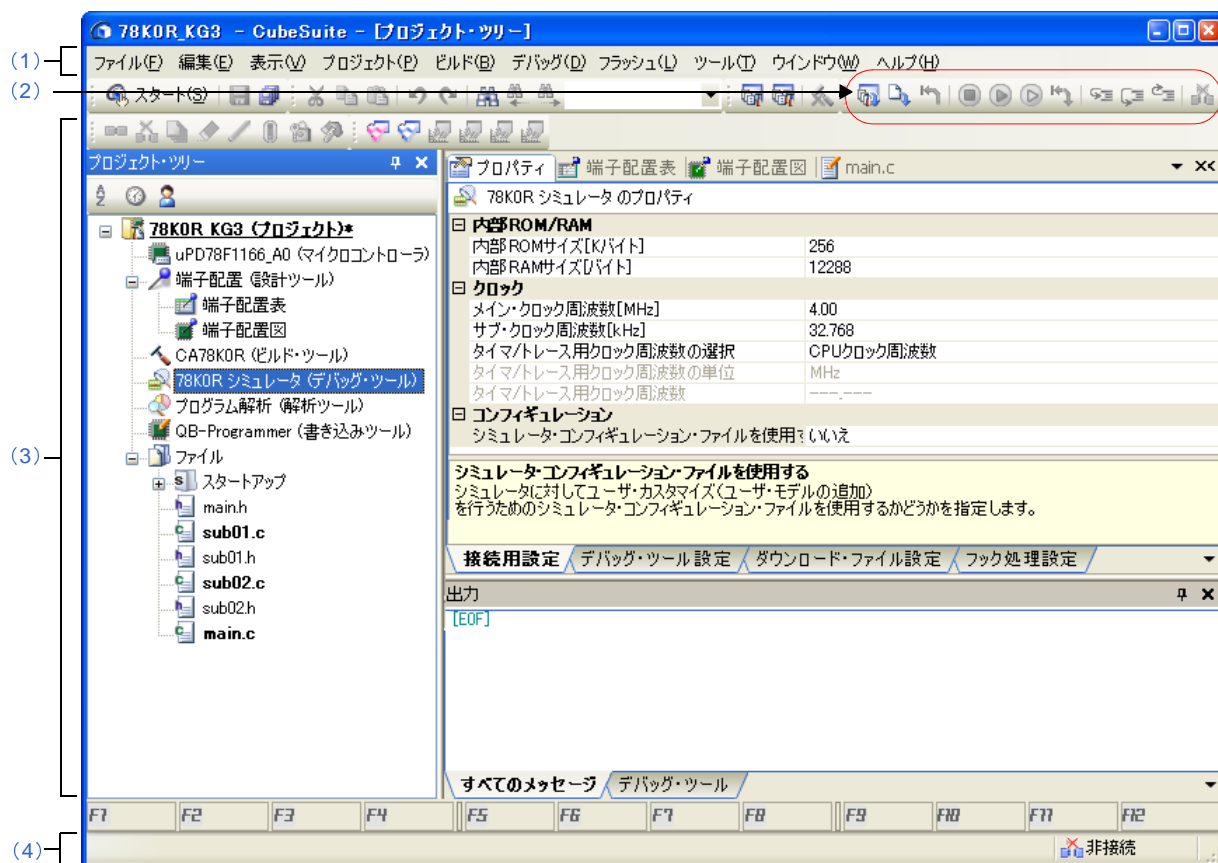 78K0R_KG3 - CubeSuite - [プロジェクト・ツリー]
(1)
ファイル(F) 編集(E) 表示(V) プロジェクト(P) ビルド(B) デバッグ(D) フラッシュ(L) ツール(T) ウインドウ(W) ヘルプ(H)
(2)
スタート(S)
(3)
プロジェクト・ツリー
78K0R_KG3 (プロジェクト)*
uPD78F1166_A0 (マイクロコントローラ)
端子配置 (設計ツール)
端子配置表
端子配置図
CA78K0R (ビルド・ツール)
78K0R シミュレータ (デバッグ・ツール)
プログラム解析 (解析ツール)
QB-Programmer (書き込みツール)
ファイル
スタートアップ
main.h
sub01.c
sub01.h
sub02.c
sub02.h
main.c
プロパティ 端子配置表 端子配置図 main.c
78K0R シミュレータ のプロパティ
内部ROM/RAM
内部ROMサイズ[Kバイト] 256
内部RAMサイズ[バイト] 12288
クロック
メイン・クロック周波数[MHz] 4.00
サブ・クロック周波数[kHz] 32.768
タイマ/トレース用クロック周波数の選択 CPUクロック周波数
タイマ/トレース用クロック周波数の単位 MHz
タイマ/トレース用クロック周波数 ---.---
コンフィギュレーション
シミュレータ・コンフィギュレーション・ファイルを使用す いいえ
シミュレータ・コンフィギュレーション・ファイルを使用する
シミュレータに対してユーザ・カスタマイズ(ユーザ・モデルの追加)
を行うためのシミュレータ・コンフィギュレーション・ファイルを使用するかどうかを指定します。
接続用設定 デバッグ・ツール設定 ダウンロード・ファイル設定 フック処理設定
出力
[EOF]
すべてのメッセージ デバッグ・ツール
F1 F2 F3 F4 F5 F6 F7 F8 F9 F10 F11 F12
(4)
非接続